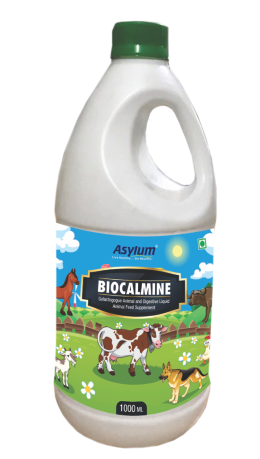 Asylum®
BIOCALMINE
Galactagogue Animal and Digestive Liquid
Animal Feed Supplement
1000 ML